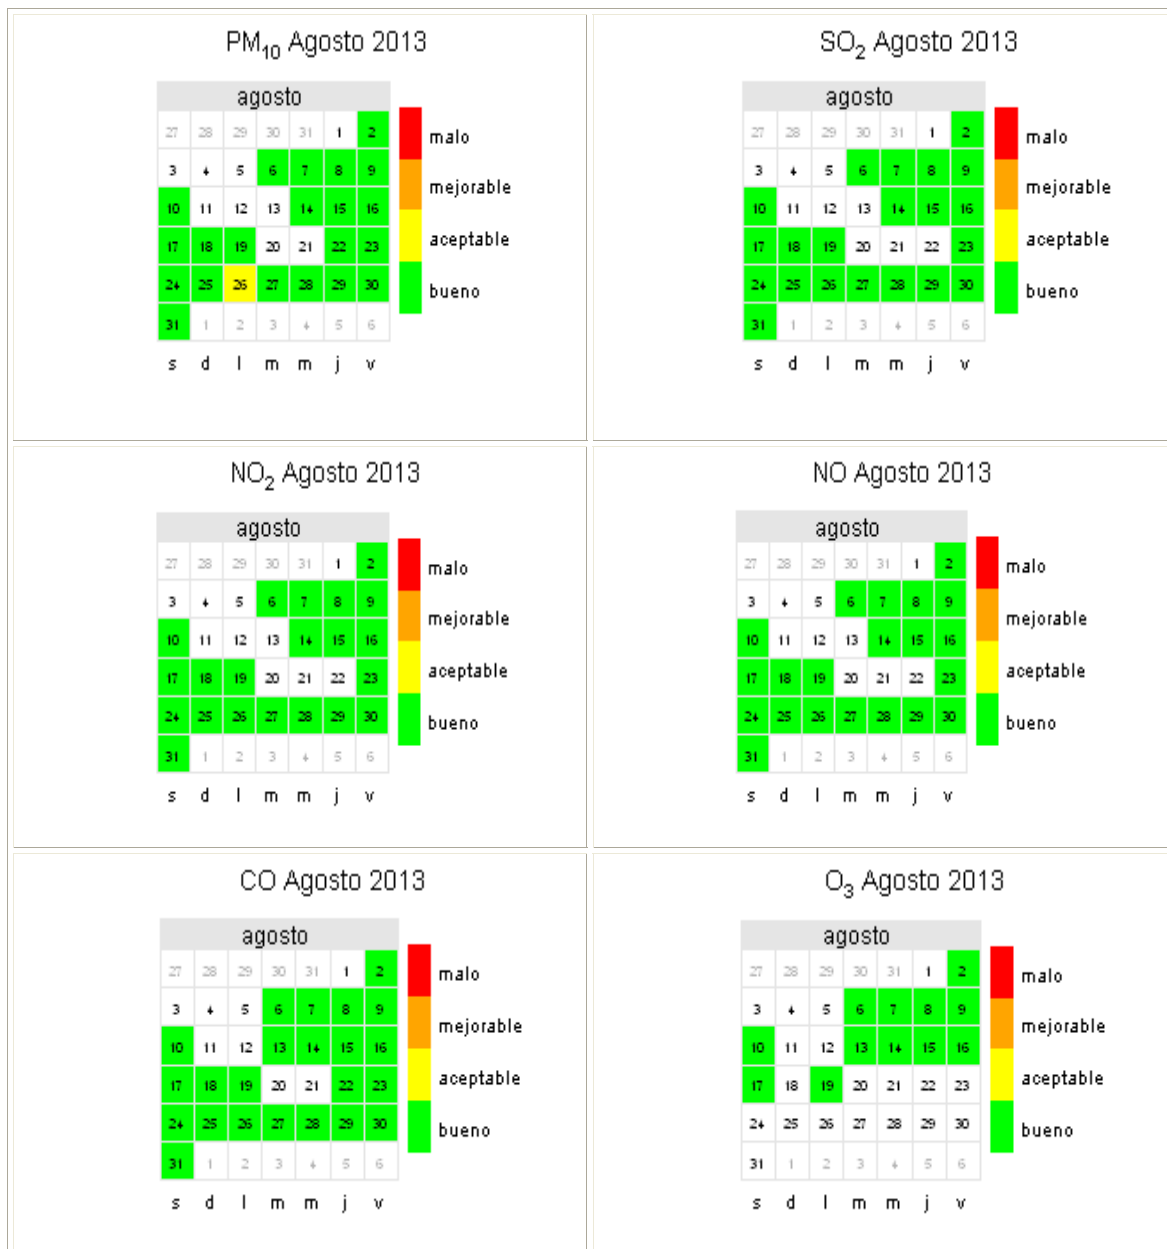 PM10 Agosto 2013
agosto
27 28 29 30 31 1 2
3 4 5 6 7 8 9
10 11 12 13 14 15 16
17 18 19 20 21 22 23
24 25 26 27 28 29 30
31 1 2 3 4 5 6
s d l m m j v
malo
mejorable
aceptable
bueno
SO2 Agosto 2013
agosto
27 28 29 30 31 1 2
3 4 5 6 7 8 9
10 11 12 13 14 15 16
17 18 19 20 21 22 23
24 25 26 27 28 29 30
31 1 2 3 4 5 6
s d l m m j v
malo
mejorable
aceptable
bueno
NO2 Agosto 2013
agosto
27 28 29 30 31 1 2
3 4 5 6 7 8 9
10 11 12 13 14 15 16
17 18 19 20 21 22 23
24 25 26 27 28 29 30
31 1 2 3 4 5 6
s d l m m j v
malo
mejorable
aceptable
bueno
NO Agosto 2013
agosto
27 28 29 30 31 1 2
3 4 5 6 7 8 9
10 11 12 13 14 15 16
17 18 19 20 21 22 23
24 25 26 27 28 29 30
31 1 2 3 4 5 6
s d l m m j v
malo
mejorable
aceptable
bueno
CO Agosto 2013
agosto
27 28 29 30 31 1 2
3 4 5 6 7 8 9
10 11 12 13 14 15 16
17 18 19 20 21 22 23
24 25 26 27 28 29 30
31 1 2 3 4 5 6
s d l m m j v
malo
mejorable
aceptable
bueno
O3 Agosto 2013
agosto
27 28 29 30 31 1 2
3 4 5 6 7 8 9
10 11 12 13 14 15 16
17 18 19 20 21 22 23
24 25 26 27 28 29 30
31 1 2 3 4 5 6
s d l m m j v
malo
mejorable
aceptable
bueno